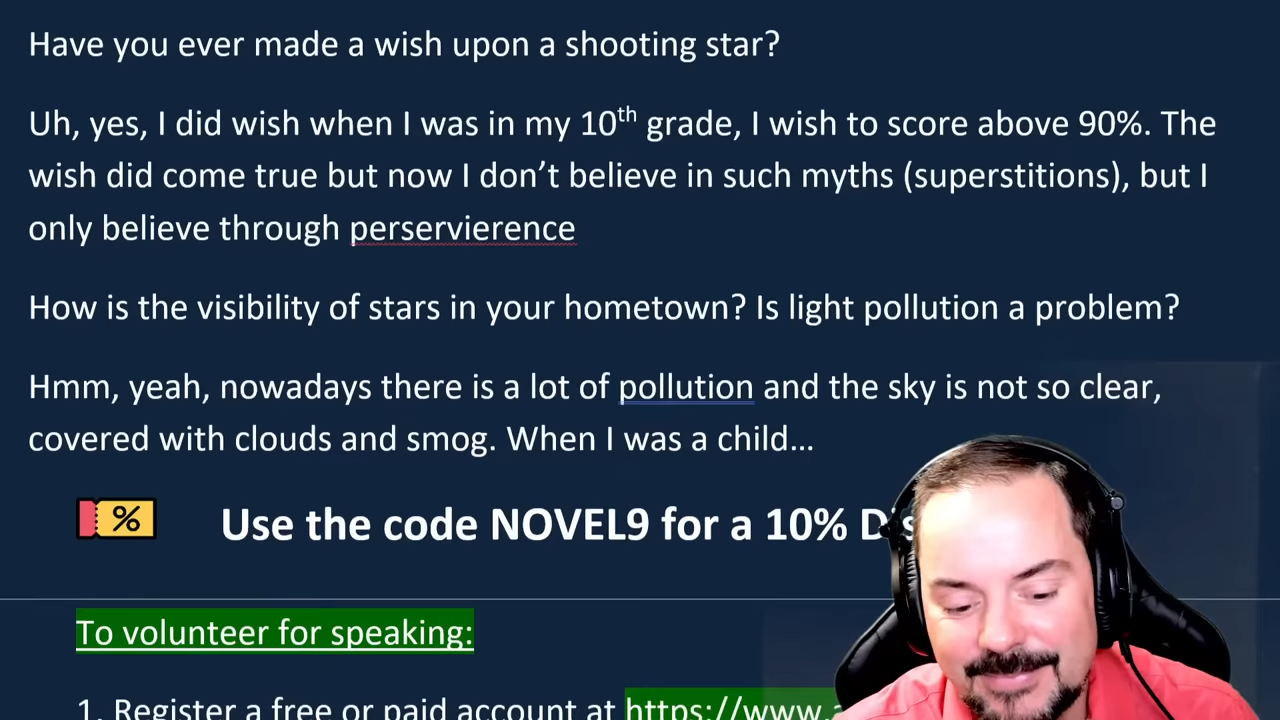 Have you ever made a wish upon a shooting star?
Uh, yes, I did wish when I was in my 10th grade, I wish to score above 90%. The
wish did come true but now I don’t believe in such myths (superstitions), but I
only believe through perservierence
How is the visibility of stars in your hometown? Is light pollution a problem?
Hmm, yeah, nowadays there is a lot of pollution and the sky is not so clear,
covered with clouds and smog. When I was a child…
%
Use the code NOVEL9 for a 10%
To volunteer for speaking:
1. Register a free or paid account at https://www.